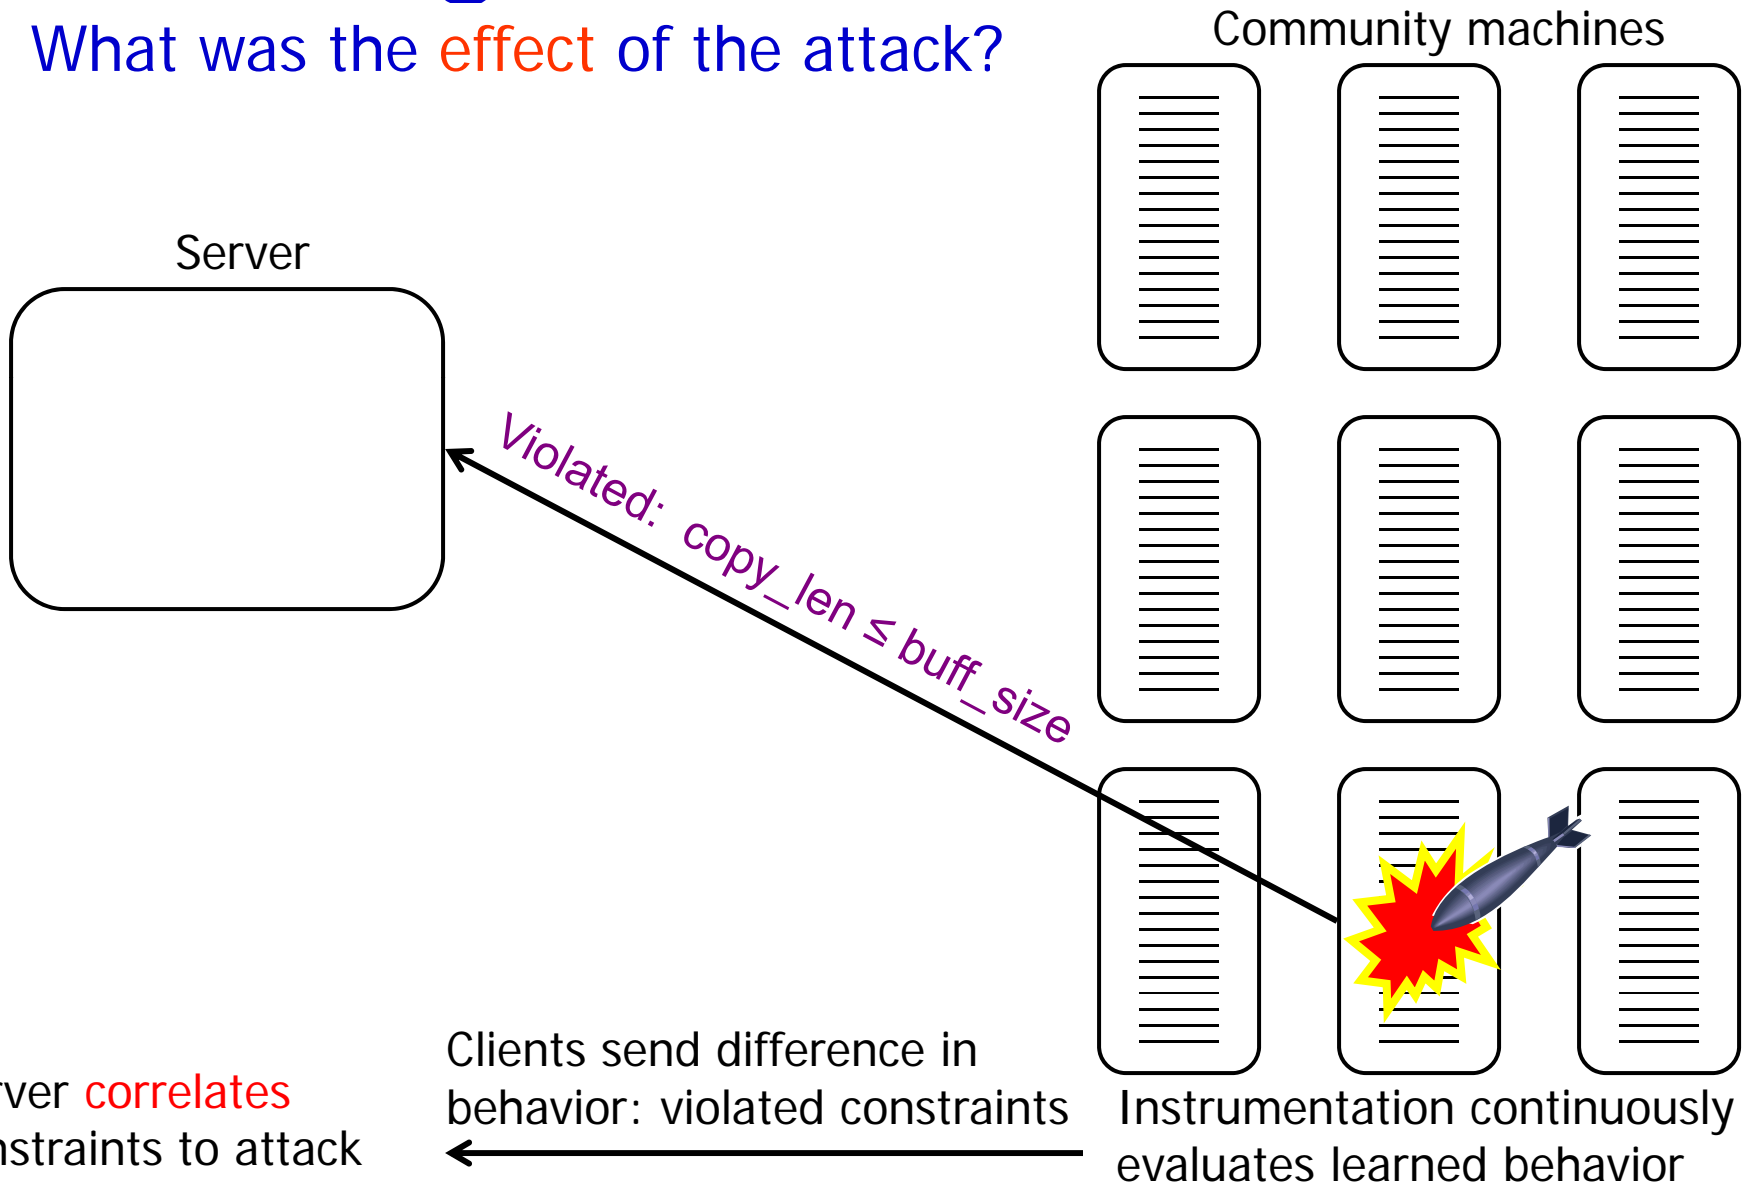 What was the effect of the attack?
Community machines
Server
Violated: copy_len ≤ buff_size
Clients send difference in
behavior: violated constraints
correlates
to attack
Instrumentation continuously
evaluates learned behavior